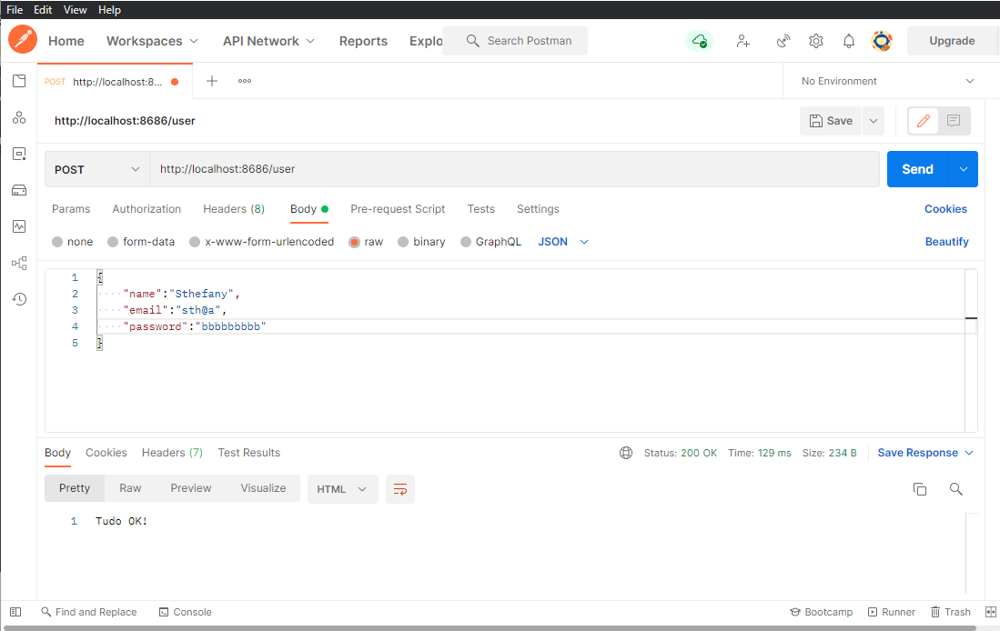 File Edit View Help
Home Workspaces API Network Reports Explo Search Postman Upgrade
POST http://localhost:8... No Environment
http://localhost:8686/user Save
POST http://localhost:8686/user Send
Params Authorization Headers (8) Body Pre-request Script Tests Settings Cookies
none form-data x-www-form-urlencoded raw binary GraphQL JSON Beautify
1 {
2 "name":"Sthefany",
3 "email":"sth@a",
4 "password":"bbbbbbbbb"
5 }
Body Cookies Headers (7) Test Results Status: 200 OK Time: 129 ms Size: 234 B Save Response
Pretty Raw Preview Visualize HTML
1 Tudo OK!
Find and Replace Console Bootcamp Runner Trash